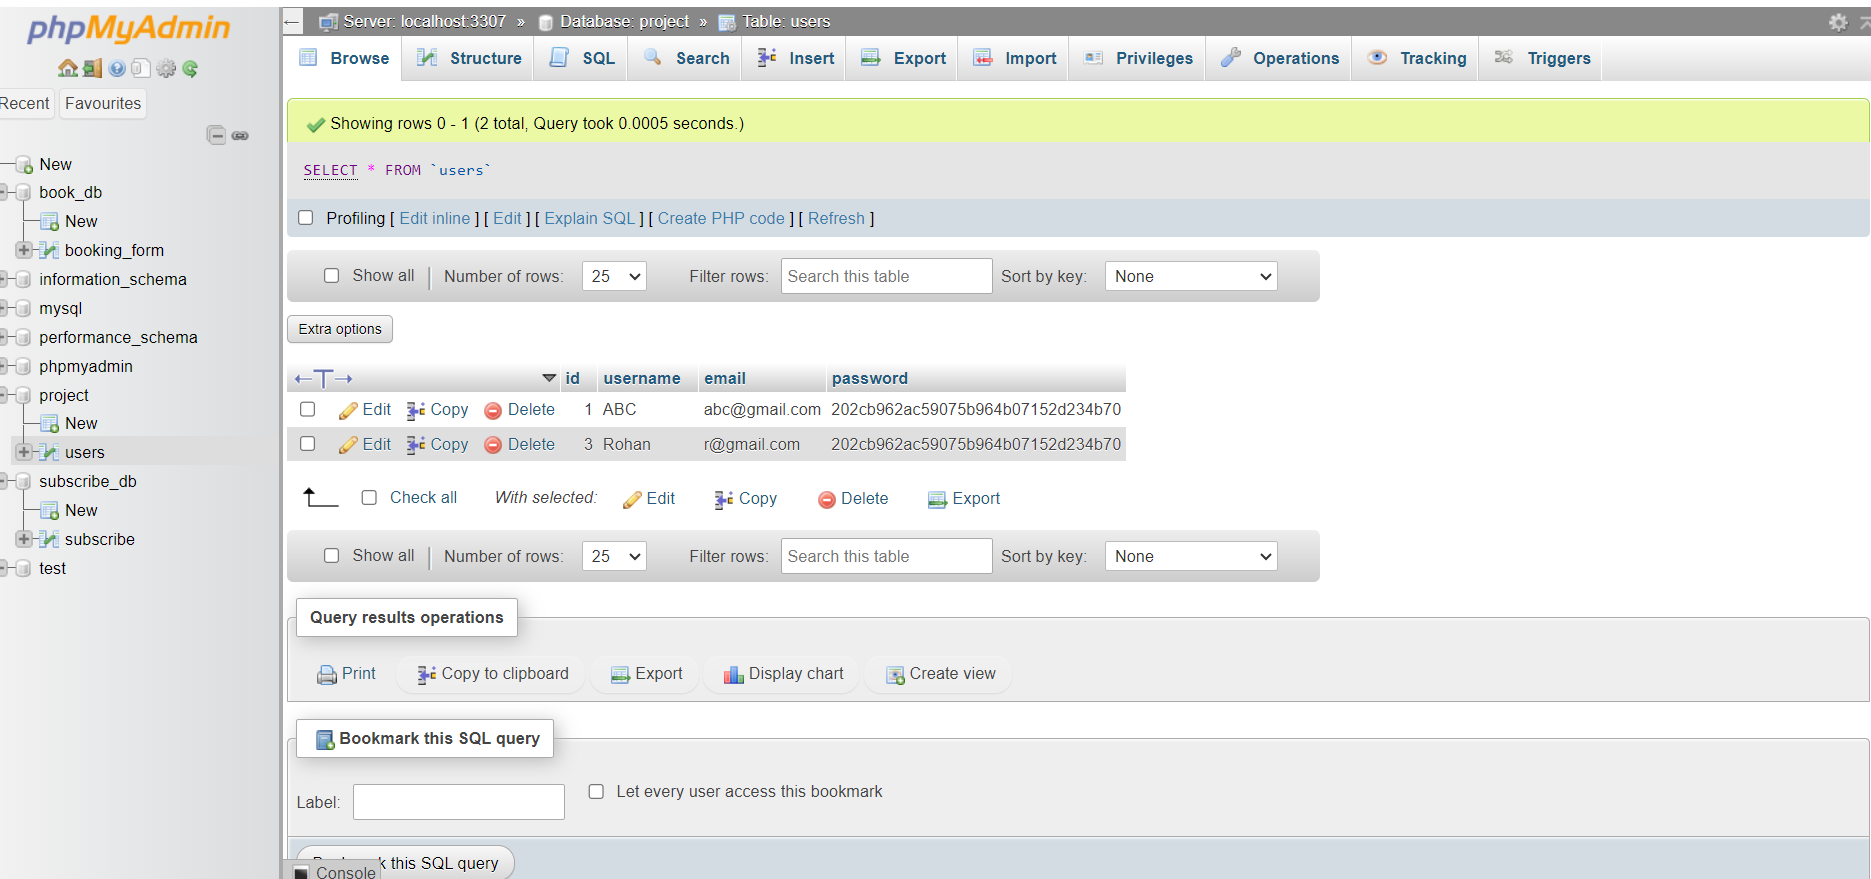 phpMyAdmin
Recent Favourites
New
book_db
New
booking_form
information_schema
mysql
performance_schema
phpmyadmin
project
New
users
subscribe_db
New
subscribe
test
Server: localhost:3307 » Database: project » Table: users
Browse Structure SQL Search Insert Export Import Privileges Operations Tracking Triggers
Showing rows 0 - 1 (2 total, Query took 0.0005 seconds.)
SELECT * FROM `users`
Profiling [ Edit inline ] [ Edit ] [ Explain SQL ] [ Create PHP code ] [ Refresh ]
Show all Number of rows: 25 Filter rows: Search this table Sort by key: None
Extra options
←T→ id username email password
Edit Copy Delete 1 ABC abc@gmail.com 202cb962ac59075b964b07152d234b70
Edit Copy Delete 3 Rohan r@gmail.com 202cb962ac59075b964b07152d234b70
Check all With selected: Edit Copy Delete Export
Show all Number of rows: 25 Filter rows: Search this table Sort by key: None
Query results operations
Print Copy to clipboard Export Display chart Create view
Bookmark this SQL query
Label: Let every user access this bookmark
this SQL query
Console